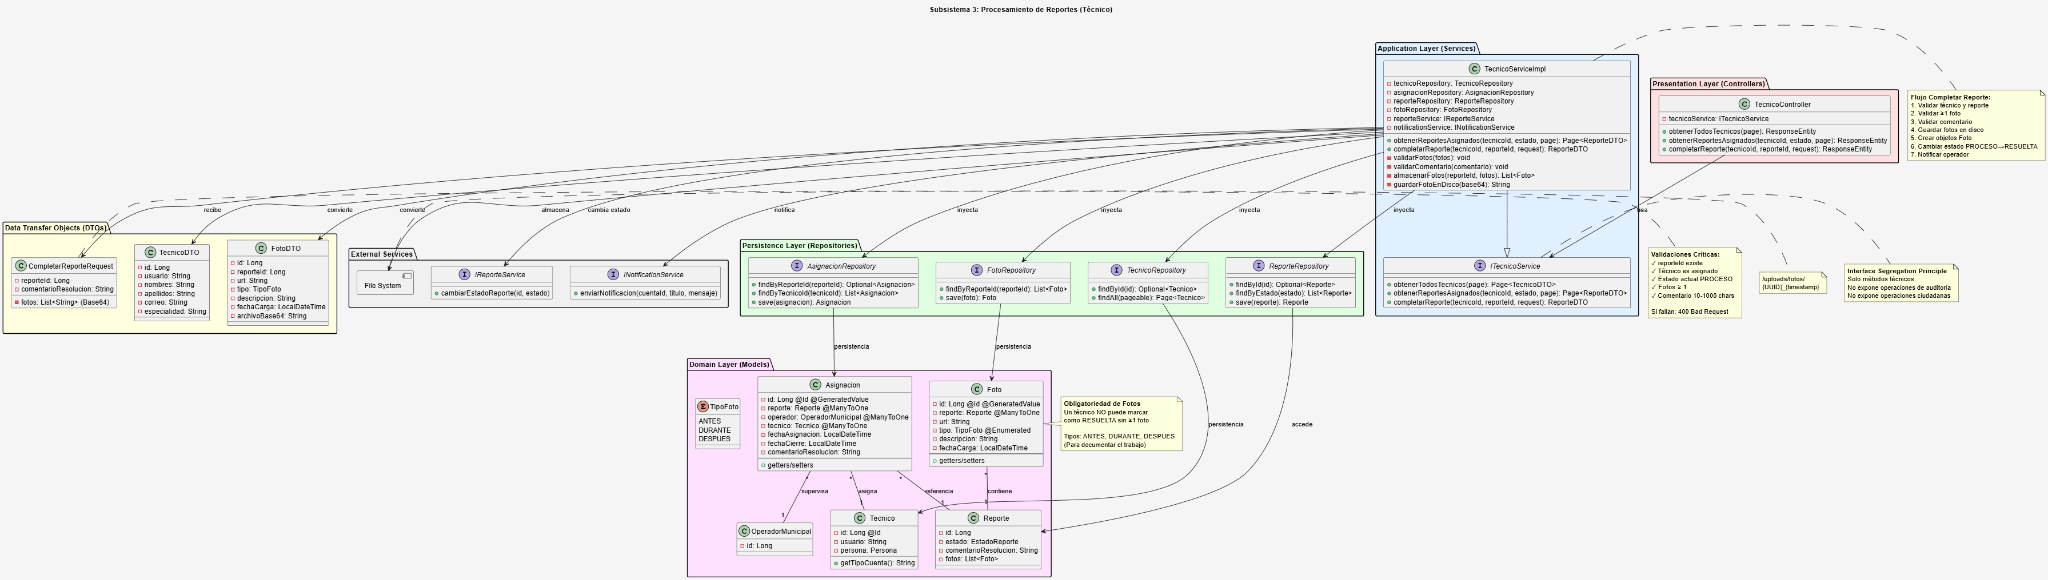 Subsistema 3: Procesamiento de Reportes (Técnico)
Application Layer (Services)
TecnicoServiceImpl
tecnicoRepository: TecnicoRepository
asignacionRepository: AsignacionRepository
reporteRepository: ReporteRepository
fotoRepository: FotoRepository
reporteService: IReporteService
notificationService: INotificationService
obtenerReportesAsignados(tecnicoId, estado, page): Page<ReporteDTO>
completarReporte(tecnicoId, reporteId, request): ReporteDTO
validarFotos(fotos): void
validarComentario(comentario): void
almacenarFotos(reporteId, fotos): List<Foto>
guardarFotoEnDisco(base64): String
ITecnicoService
obtenerTodosTecnicos(page): Page<TecnicoDTO>
obtenerReportesAsignados(tecnicoId, estado, page): Page<ReporteDTO>
completarReporte(tecnicoId, reporteId, request): ReporteDTO
Presentation Layer (Controllers)
TecnicoController
tecnicoService: ITecnicoService
obtenerTodosTecnicos(page): ResponseEntity
obtenerReportesAsignados(tecnicoId, estado, page): ResponseEntity
completarReporte(tecnicoId, reporteId, request): ResponseEntity
Flujo Completar Reporte:
1. Validar técnico y reporte
2. Validar ≥1 foto
3. Validar comentario
4. Guardar fotos en disco
5. Crear objetos Foto
6. Cambiar estado PROCESO→RESUELTA
7. Notificar operador
recibe
convierte
convierte
almacena
cambia estado
notifica
inyecta
inyecta
inyecta
inyecta
usa
Data Transfer Objects (DTOs)
CompletarReporteRequest
reporteId: Long
comentarioResolucion: String
fotos: List<String> (Base64)
TecnicoDTO
id: Long
usuario: String
nombres: String
apellidos: String
correo: String
especialidad: String
FotoDTO
id: Long
reporteId: Long
url: String
tipo: TipoFoto
descripcion: String
fechaCarga: LocalDateTime
archivoBase64: String
External Services
File System
IReporteService
cambiarEstadoReporte(id, estado)
INotificationService
enviarNotificacion(cuentaId, titulo, mensaje)
Persistence Layer (Repositories)
AsignacionRepository
findByReporteId(reporteId): Optional<Asignacion>
findByTecnicoId(tecnicoId): List<Asignacion>
save(asignacion): Asignacion
FotoRepository
findByReporteId(reporteId): List<Foto>
save(foto): Foto
TecnicoRepository
findById(id): Optional<Tecnico>
findAll(pageable): Page<Tecnico>
ReporteRepository
findById(id): Optional<Reporte>
findByEstado(estado): List<Reporte>
save(reporte): Reporte
Validaciones Críticas:
✓ reporteId existe
✓ Técnico es asignado
✓ Estado actual PROCESO
✓ Fotos ≥ 1
✓ Comentario 10-1000 chars
Si fallan: 400 Bad Request
/uploads/fotos/
{UUID}_{timestamp}
Interface Segregation Principle
Solo métodos técnicos
No expone operaciones de auditoría
No expone operaciones ciudadanas
persistencia
persistencia
persistencia
accede
Domain Layer (Models)
TipoFoto
ANTES
DURANTE
DESPUES
Asignacion
id: Long @Id @GeneratedValue
reporte: Reporte @ManyToOne
operador: OperadorMunicipal @ManyToOne
tecnico: Tecnico @ManyToOne
fechaAsignacion: LocalDateTime
fechaCierre: LocalDateTime
comentarioResolucion: String
getters/setters
Foto
id: Long @Id @GeneratedValue
reporte: Reporte @ManyToOne
url: String
tipo: TipoFoto @Enumerated
descripcion: String
fechaCarga: LocalDateTime
getters/setters
Obligatoriedad de Fotos
Un técnico NO puede marcar
como RESUELTA sin ≥1 foto
Tipos: ANTES, DURANTE, DESPUES
(Para documentar el trabajo)
* * * *
supervisa
asigna
referencia
contiene
1 1 1 1
OperadorMunicipal
id: Long
Tecnico
id: Long @Id
usuario: String
persona: Persona
getTipoCuenta(): String
Reporte
id: Long
estado: EstadoReporte
comentarioResolucion: String
fotos: List<Foto>